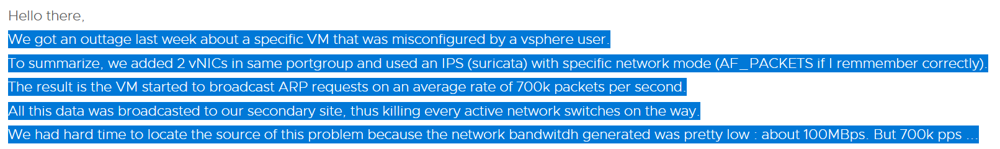 Hello there,
We got an outtage last week about a specific VM that was misconfigured by a vsphere user.
To summarize, we added 2 vNICs in same portgroup and used an IPS (suricata) with specific network mode (AF_PACKETS if I remmember correctly).
The result is the VM started to broadcast ARP requests on an average rate of 700k packets per second.
All this data was broadcasted to our secondary site, thus killing every active network switches on the way.
We had hard time to locate the source of this problem because the network bandwitdh generated was pretty low : about 100MBps. But 700k pps ...